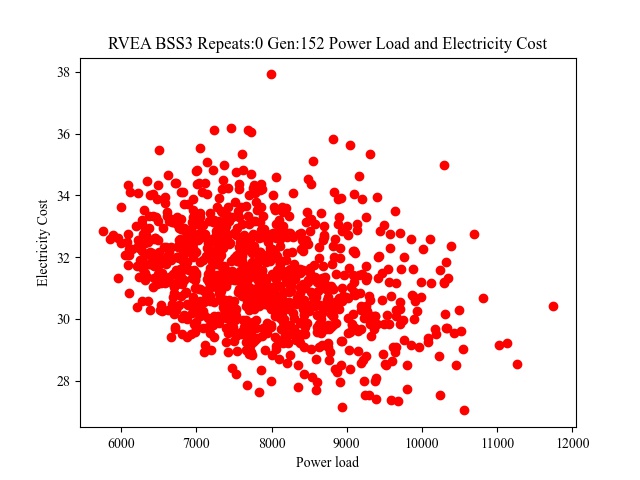 RVEA BSS3 Repeats:0 Gen:152 Power Load and Electricity Cost
38
36
34
32
30
28
Electricity Cost
6000 7000 8000 9000 10000 11000 12000
Power load